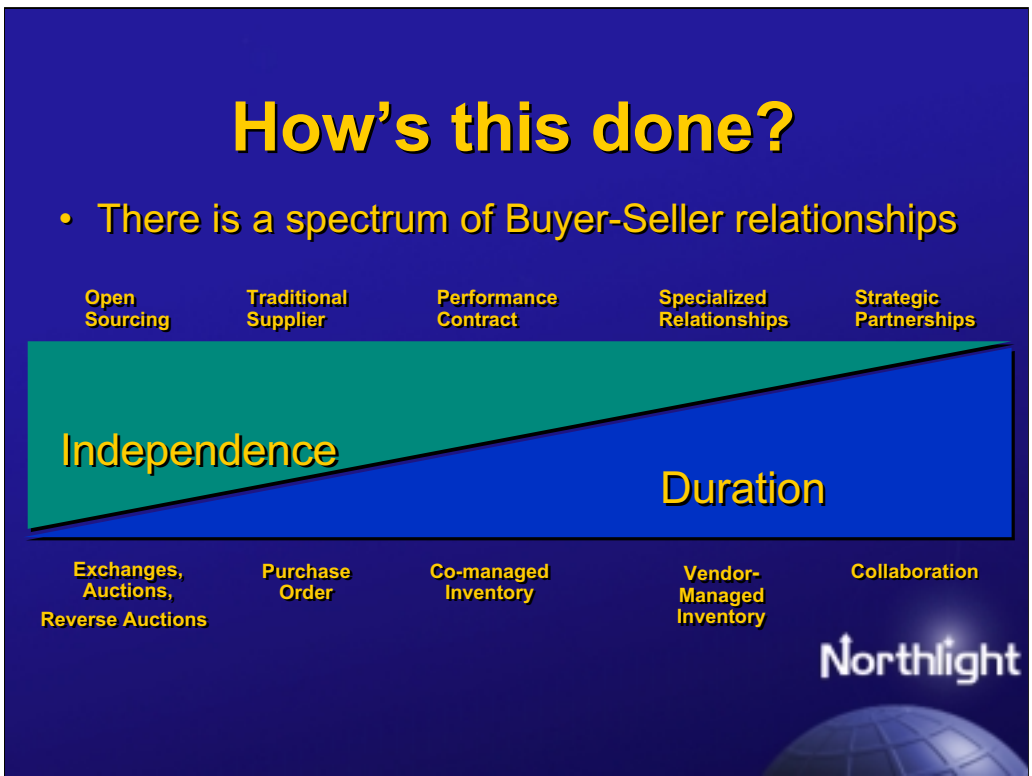 How’s this done?
• There is a spectrum of Buyer-Seller relationships
Open
Sourcing
Traditional
Supplier
Performance
Contract
Specialized
Relationships
Strategic
Partnerships
Independence
Duration
Exchanges,
Auctions,
Reverse Auctions
Purchase
Order
Co-managed
Inventory
Vendor-
Managed
Inventory
Collaboration
Northlight